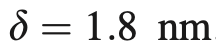 δ = 1.8 nm